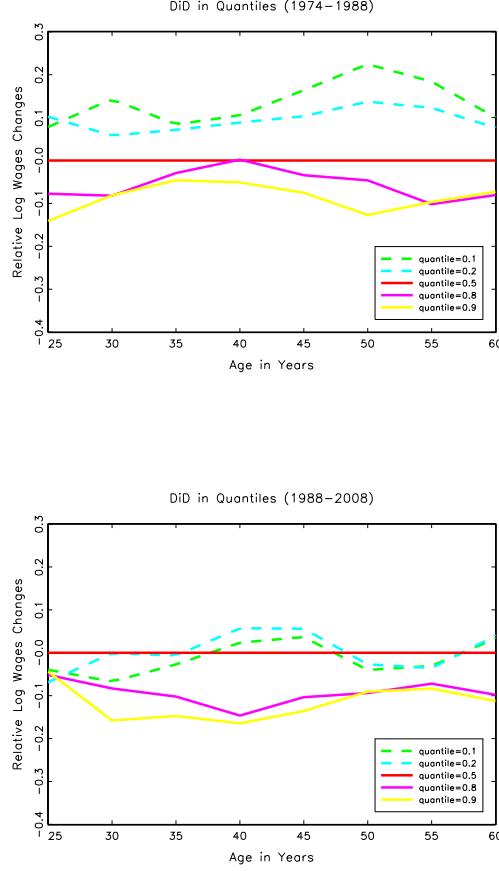 DiD in Quantiles (1974−1988)
Relative Log Wages Changes
0.3
0.2
0.1
−0.0
−0.1
−0.2
−0.3
−0.4
25 30 35 40 45 50 55 60
Age in Years
quantile=0.1
quantile=0.2
quantile=0.5
quantile=0.8
quantile=0.9
DiD in Quantiles (1988−2008)
Relative Log Wages Changes
0.3
0.2
0.1
−0.0
−0.1
−0.2
−0.3
−0.4
25 30 35 40 45 50 55 60
Age in Years
quantile=0.1
quantile=0.2
quantile=0.5
quantile=0.8
quantile=0.9